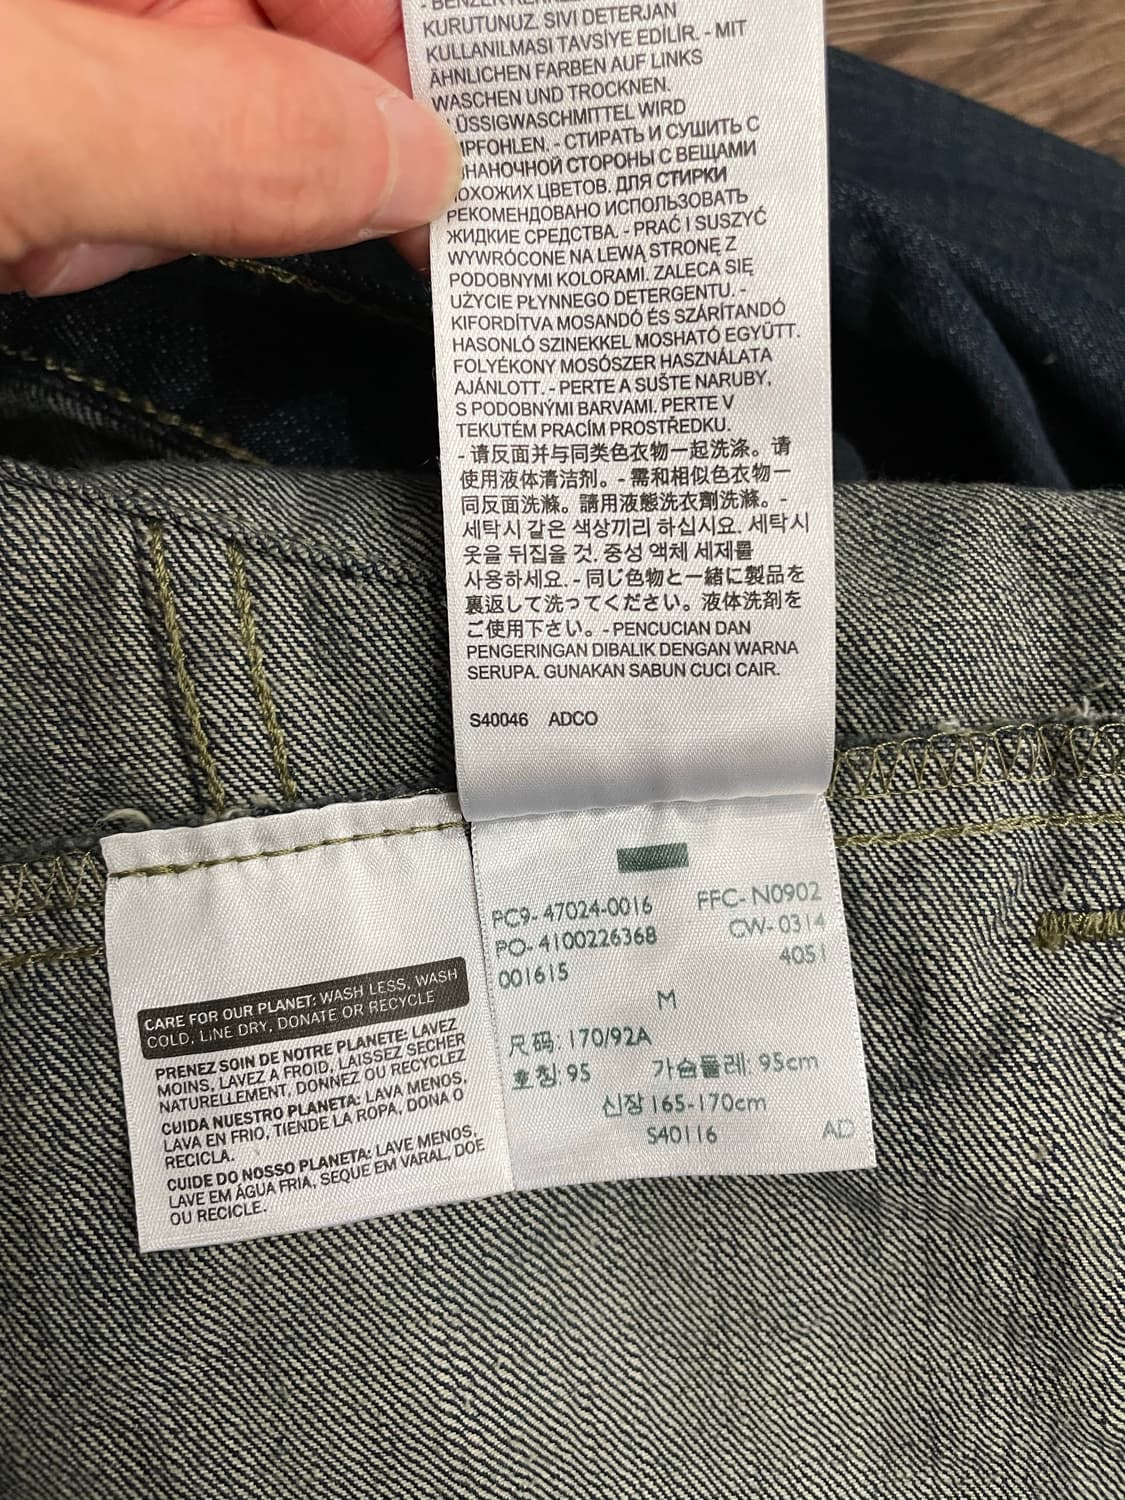 KURUTUNUZ. SIVI DETERJAN
KULLANILMASI TAVSİYE EDİLİR. - MIT
ÄHNLICHEN FARBEN AUF LINKS
WASCHEN UND TROCKNEN.
LÜSSIGWASCHMITTEL WIRD
MPFOHLEN. - СТИРАТЬ И СУШИТЬ С
ЗНАНОЧНОЙ СТОРОНЫ С ВЕЩАМИ
ПОХОЖИХ ЦВЕТОВ. ДЛЯ СТИРКИ
РЕКОМЕНДОВАНО ИСПОЛЬЗОВАТЬ
ЖИДКИЕ СРЕДСТВА. - PRAĆ I SUSZYĆ
WYWRÓCONE NA LEWĄ STRONĘ Z
PODOBNYMI KOLORAMI. ZALECA SIĘ
UŻYCIE PŁYNNEGO DETERGENTU. -
KIFORDÍTVA MOSANDÓ ÉS SZÁRÍTANDÓ
HASONLÓ SZINEKKEL MOSHATÓ EGYÜTT.
FOLYÉKONY MOSÓSZER HASZNÁLATA
AJÁNLOTT. - PERTE A SUŠTE NARUBY,
S PODOBNÝMI BARVAMI. PERTE V
TEKUTÉM PRACÍM PROSTŘEDKU.
- 请反面并与同类色衣物一起洗涤。请
使用液体清洁剂。- 需和相似色衣物一
同反面洗滌。請用液態洗衣劑洗滌。-
세탁시 같은 색상끼리 하십시요. 세탁시
옷을 뒤집을 것. 중성 액체 세제를
사용하세요. - 同じ色物と一緒に製品を
裏返して洗ってください。液体洗剤を
ご使用下さい。- PENCUCIAN DAN
PENGERINGAN DIBALIK DENGAN WARNA
SERUPA. GUNAKAN SABUN CUCI CAIR.
S40046 ADCO
CARE FOR OUR PLANET: WASH LESS, WASH
COLD, LINE DRY, DONATE OR RECYCLE
PRENEZ SOIN DE NOTRE PLANETE: LAVEZ
MOINS, LAVEZ A FROID, LAISSEZ SECHER
NATURELLEMENT, DONNEZ OU RECYCLEZ
CUIDA NUESTRO PLANETA: LAVA MENOS,
LAVA EN FRIO, TIENDE LA ROPA, DONA O
RECICLA.
CUIDE DO NOSSO PLANETA: LAVE MENOS,
LAVE EM ÁGUA FRIA, SEQUE EM VARAL, DOE
OU RECICLE.
PC9- 47024-0016 FFC- N0902
PO- 4100226368 CW- 0314
001615 4051
M
尺码: 170/92A
호칭: 95 가슴둘레: 95cm
신장 165-170cm
S40116 AD